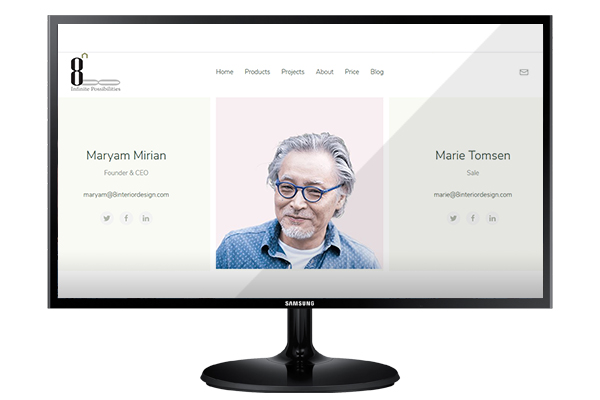 8
Infinite Possibilities
Home Products Projects About Price Blog
Maryam Mirian
Founder & CEO
maryam@8interiordesign.com
Marie Tomsen
Sale
marie@8interiordesign.com
SAMSUNG